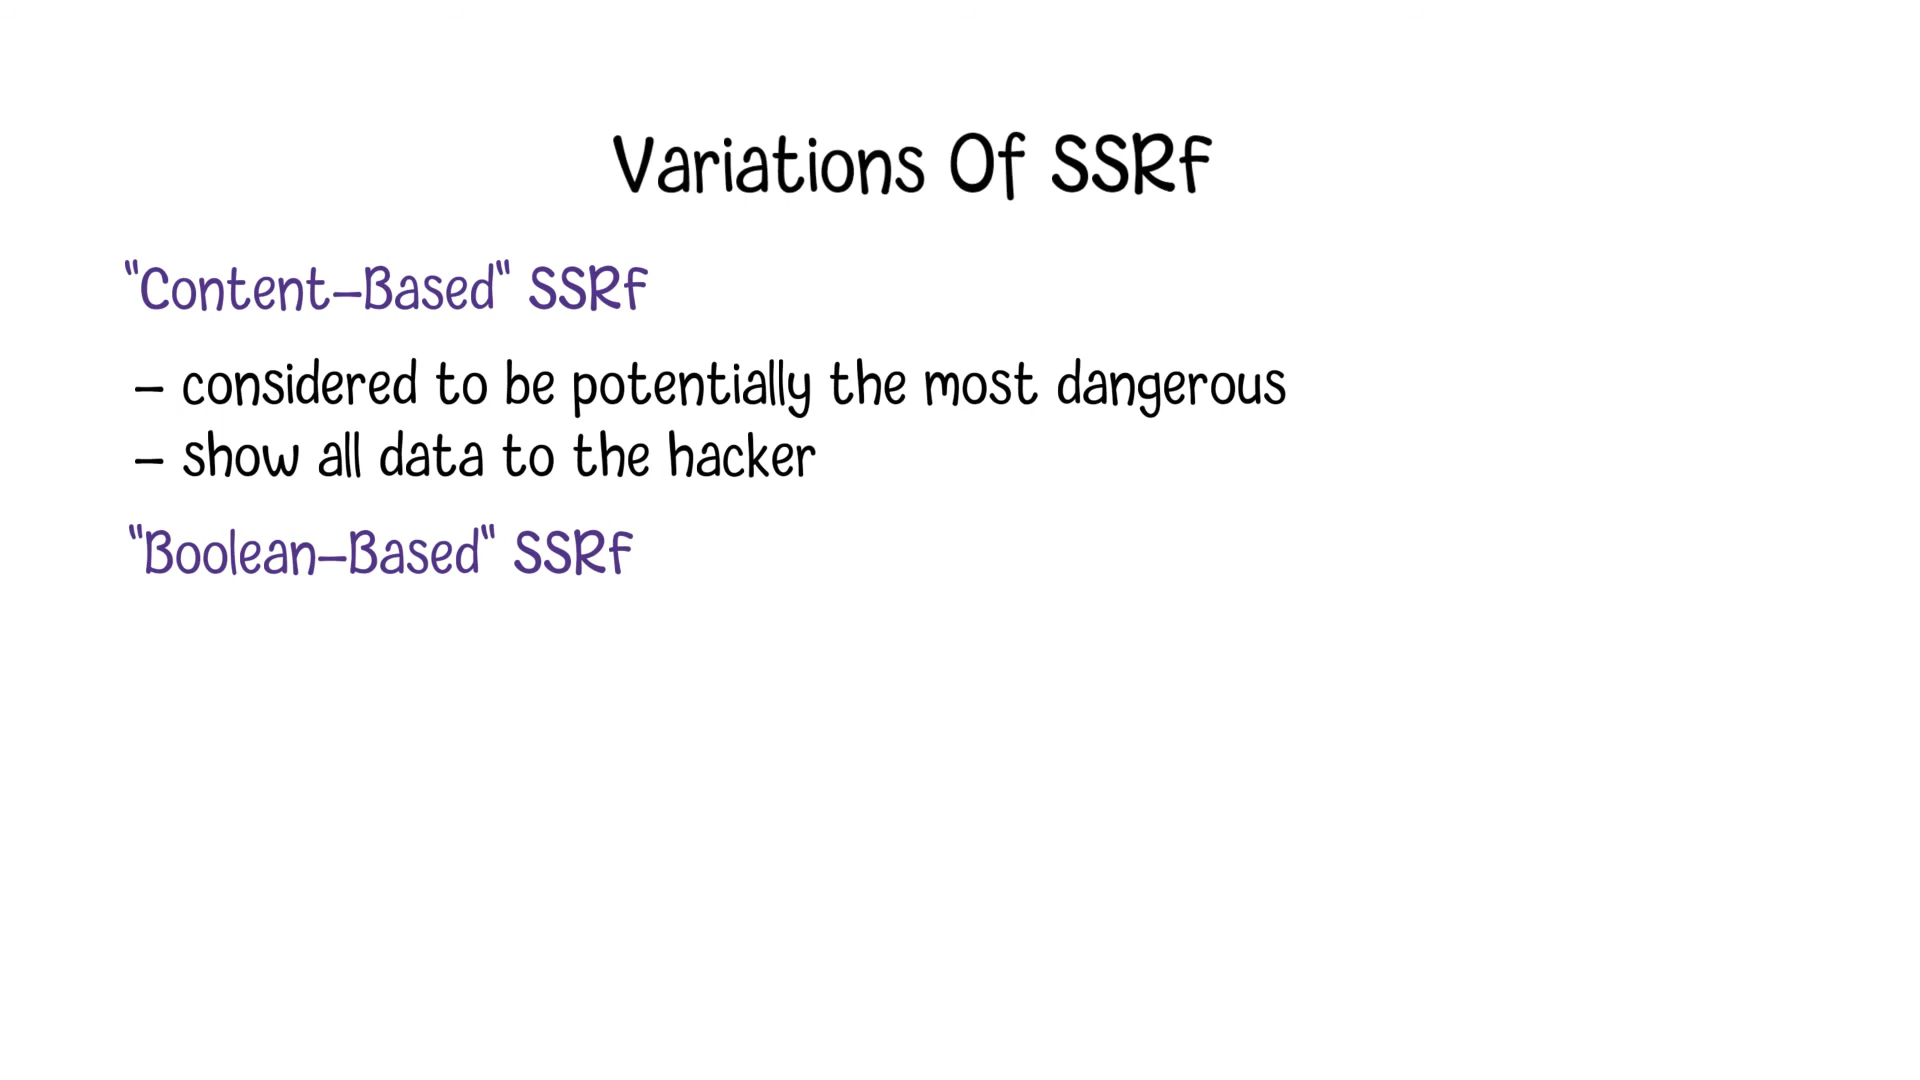 Variations Of SSRF
"Content-Based" SSRF
- considered to be potentially the most dangerous
- show all data to the hacker
"Boolean-Based" SSRF